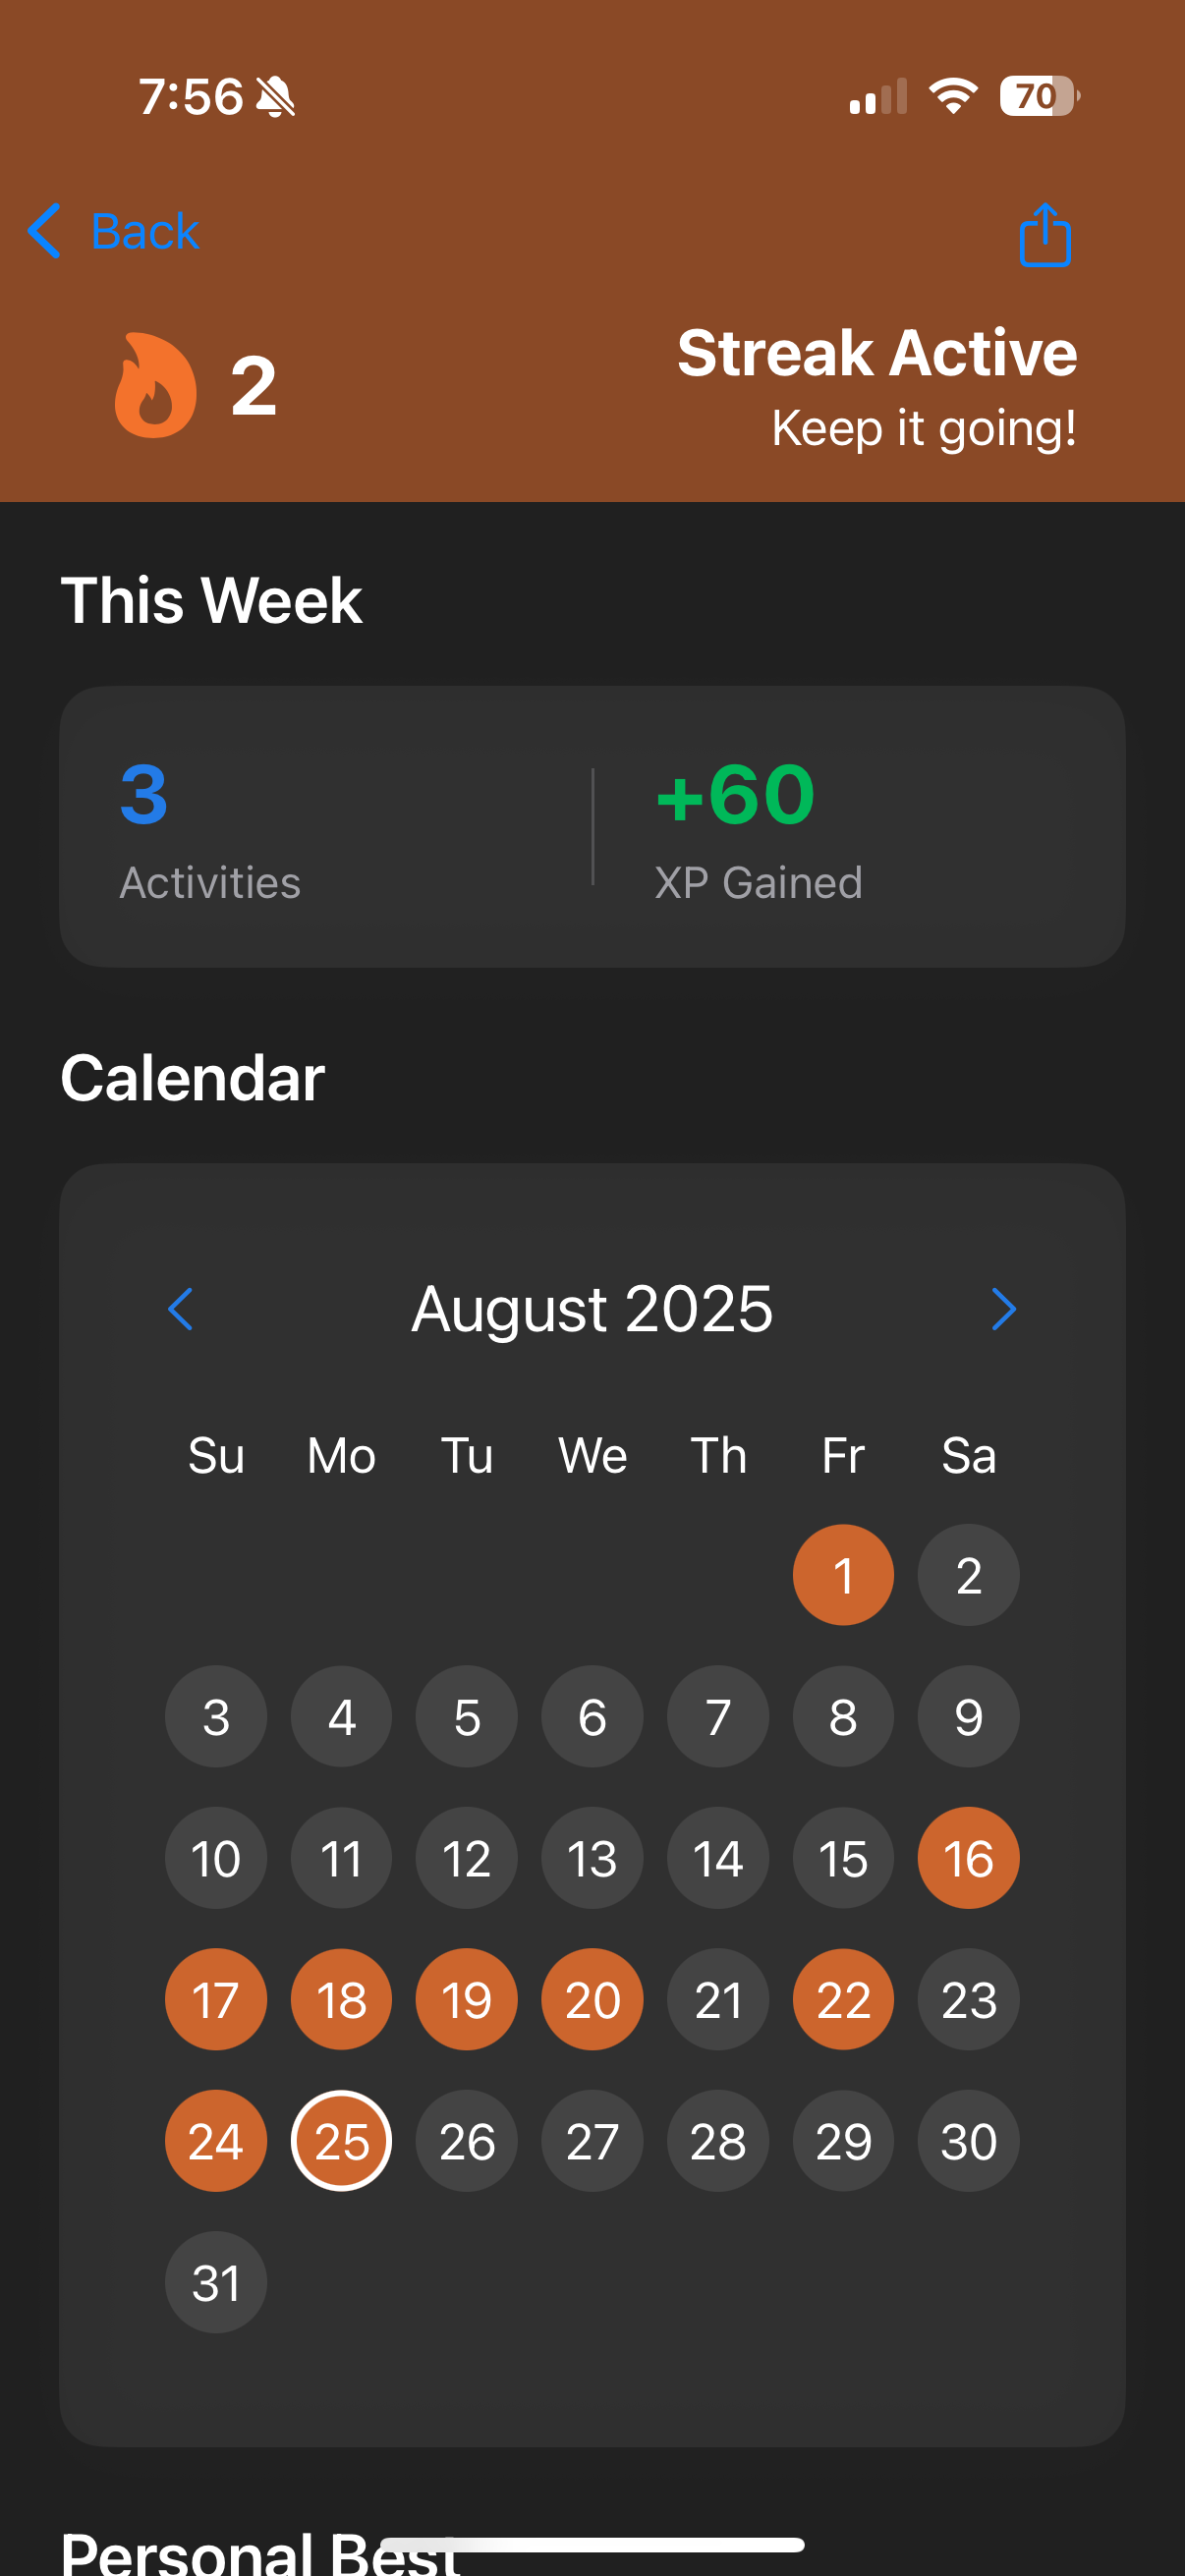 7:56
70
Back
2
Streak Active
Keep it going!
This Week
3
+60
Activities
XP Gained
Calendar
August 2025
Su Mo Tu We Th Fr Sa
1 2
3 4 5 6 7 8 9
10 11 12 13 14 15 16
17 18 19 20 21 22 23
24 25 26 27 28 29 30
31
Personal Best